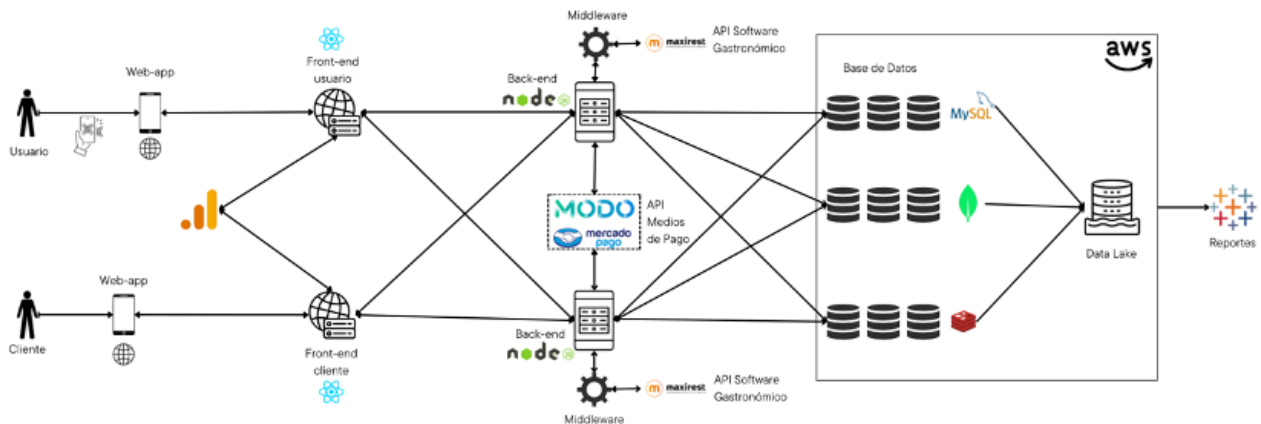 Middleware
maxirest
API Software
Gastronómico
aws
Web-app
Front-end
usuario
Back-end
node
JS
Base de Datos
MySQL
Usuario
MODO
mercado
pago
API
Medios
de Pago
Data Lake
Reportes
Web-app
Cliente
Front-end
cliente
Back-end
node
JS
maxirest
API Software
Gastronómico
Middleware